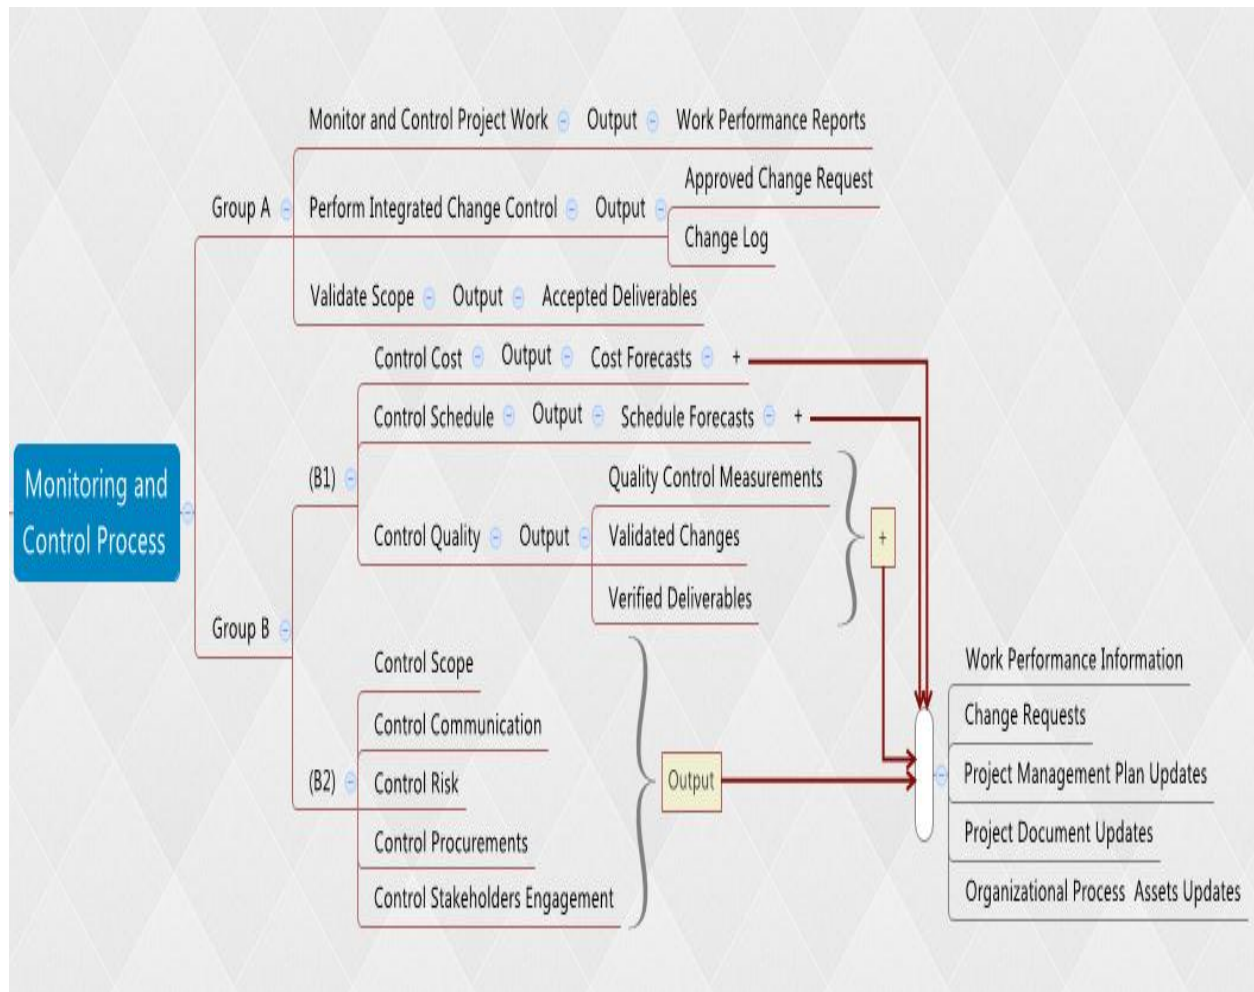 Monitoring and
Control Process
Group A
Monitor and Control Project Work
Output
Work Performance Reports
Perform Integrated Change Control
Output
Approved Change Request
Change Log
Validate Scope
Output
Accepted Deliverables
Group B
(B1)
Control Cost
Output
Cost Forecasts
+
Control Schedule
Output
Schedule Forecasts
+
Control Quality
Output
Quality Control Measurements
Validated Changes
Verified Deliverables
+
(B2)
Control Scope
Control Communication
Control Risk
Control Procurements
Control Stakeholders Engagement
Output
Work Performance Information
Change Requests
Project Management Plan Updates
Project Document Updates
Organizational Process Assets Updates